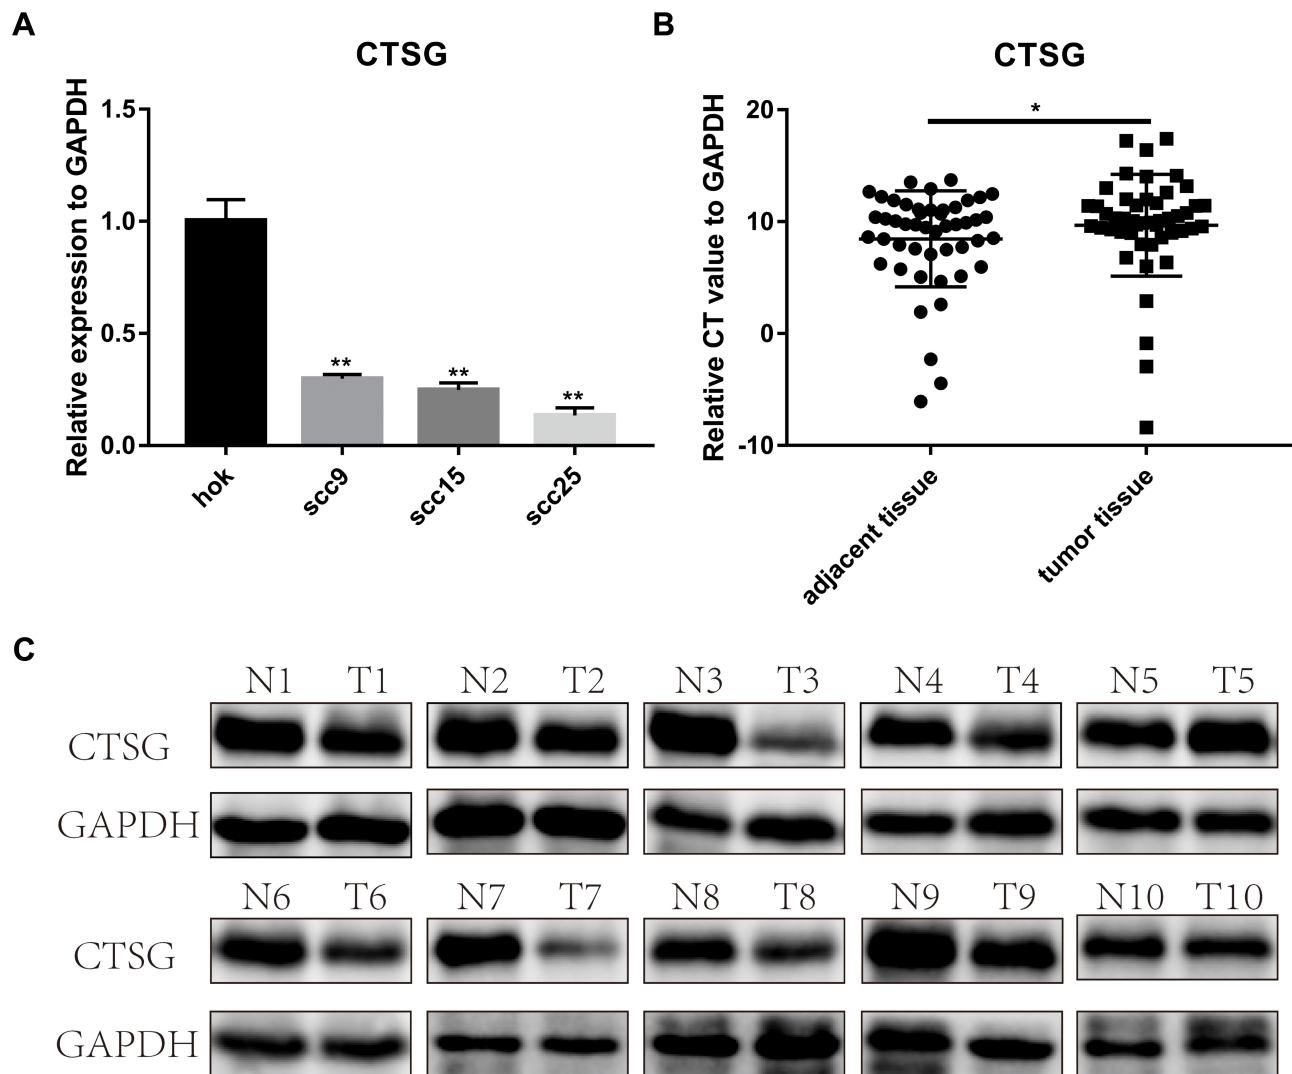 A
CTSG
Relative expression to GAPDH
1.5
1.0
0.5
0.0
**
**
**
hok
scc9
scc15
scc25
B
CTSG
Relative CT value to GAPDH
20
10
0
-10
*
adjacent tissue
tumor tissue
C
N1 T1 N2 T2 N3 T3 N4 T4 N5 T5
CTSG
GAPDH
N6 T6 N7 T7 N8 T8 N9 T9 N10 T10
CTSG
GAPDH